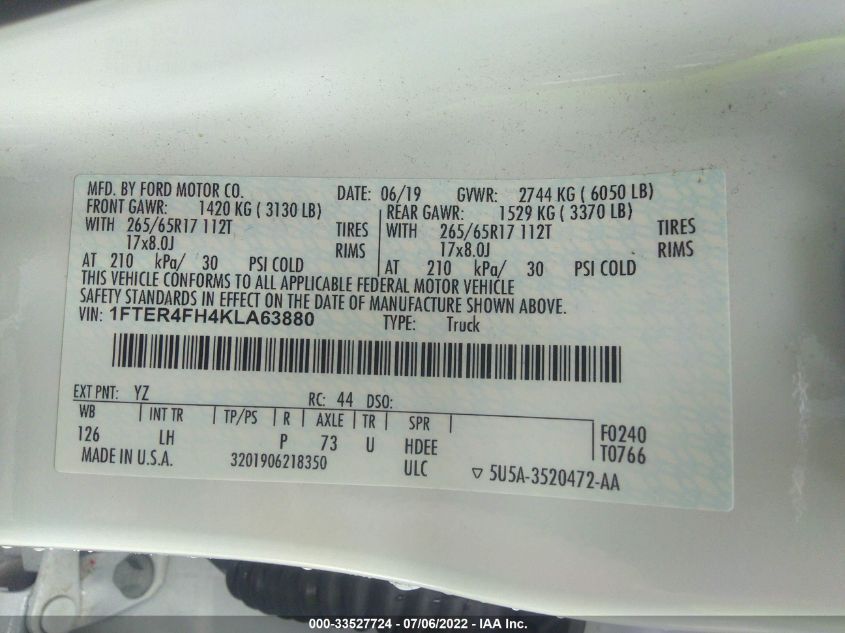 MFD. BY FORD MOTOR CO. DATE: 06/19 GVWR: 2744 KG ( 6050 LB)
FRONT GAWR: 1420 KG ( 3130 LB) REAR GAWR: 1529 KG ( 3370 LB)
WITH 265/65R17 112T TIRES WITH 265/65R17 112T TIRES
17x8.0J RIMS 17x8.0J RIMS
AT 210 kPa/ 30 PSI COLD AT 210 kPa/ 30 PSI COLD
THIS VEHICLE CONFORMS TO ALL APPLICABLE FEDERAL MOTOR VEHICLE
SAFETY STANDARDS IN EFFECT ON THE DATE OF MANUFACTURE SHOWN ABOVE.
VIN: 1FTER4FH4KLA63880 TYPE: Truck
EXT PNT: YZ RC: 44 DSO:
WB INT TR TP/PS R AXLE TR SPR F0240
126 LH P 73 U HDEE T0766
MADE IN U.S.A. 3201906218350 ULC ▽ 5U5A-3520472-AA
000-33527724 - 07/06/2022 - IAA Inc.